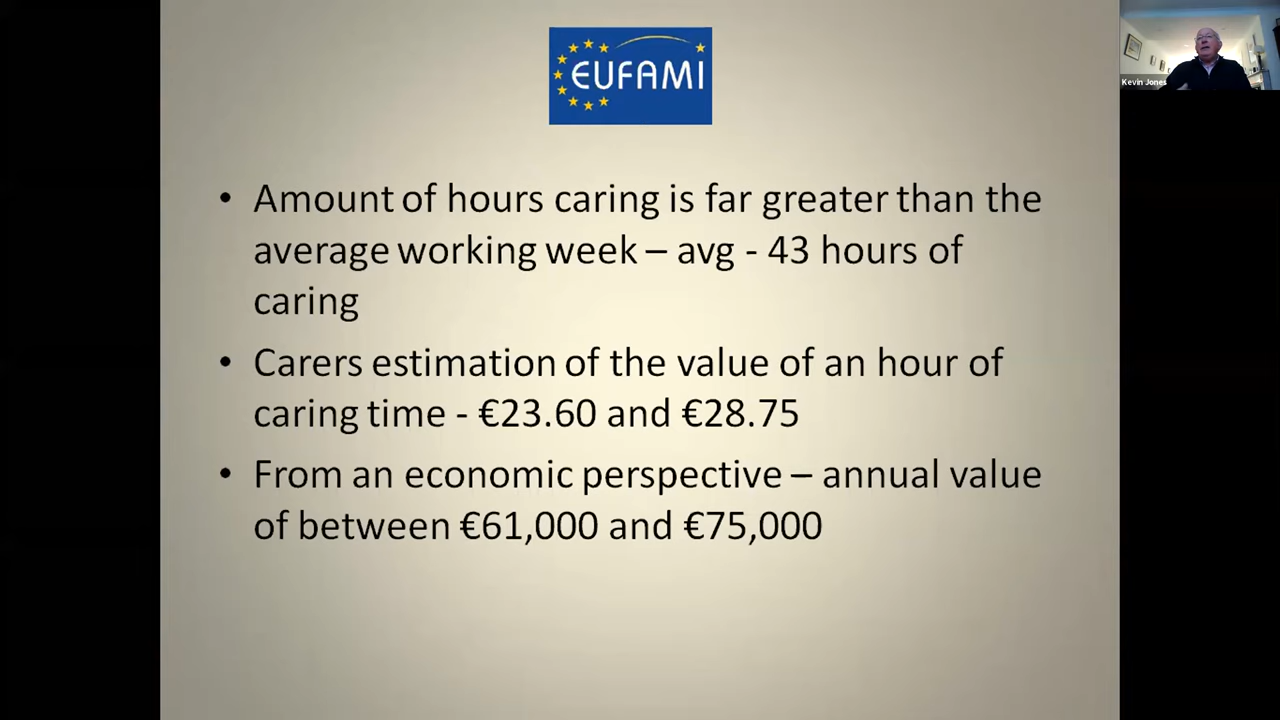 EUFAMI
Kevin Jones
• Amount of hours caring is far greater than the
average working week – avg - 43 hours of
caring
• Carers estimation of the value of an hour of
caring time - €23.60 and €28.75
• From an economic perspective – annual value
of between €61,000 and €75,000